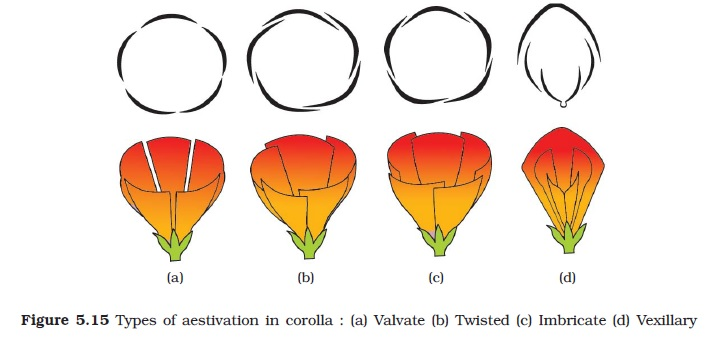 (a) (b) (c) (d)
Figure 5.15 Types of aestivation in corolla : (a) Valvate (b) Twisted (c) Imbricate (d) Vexillary